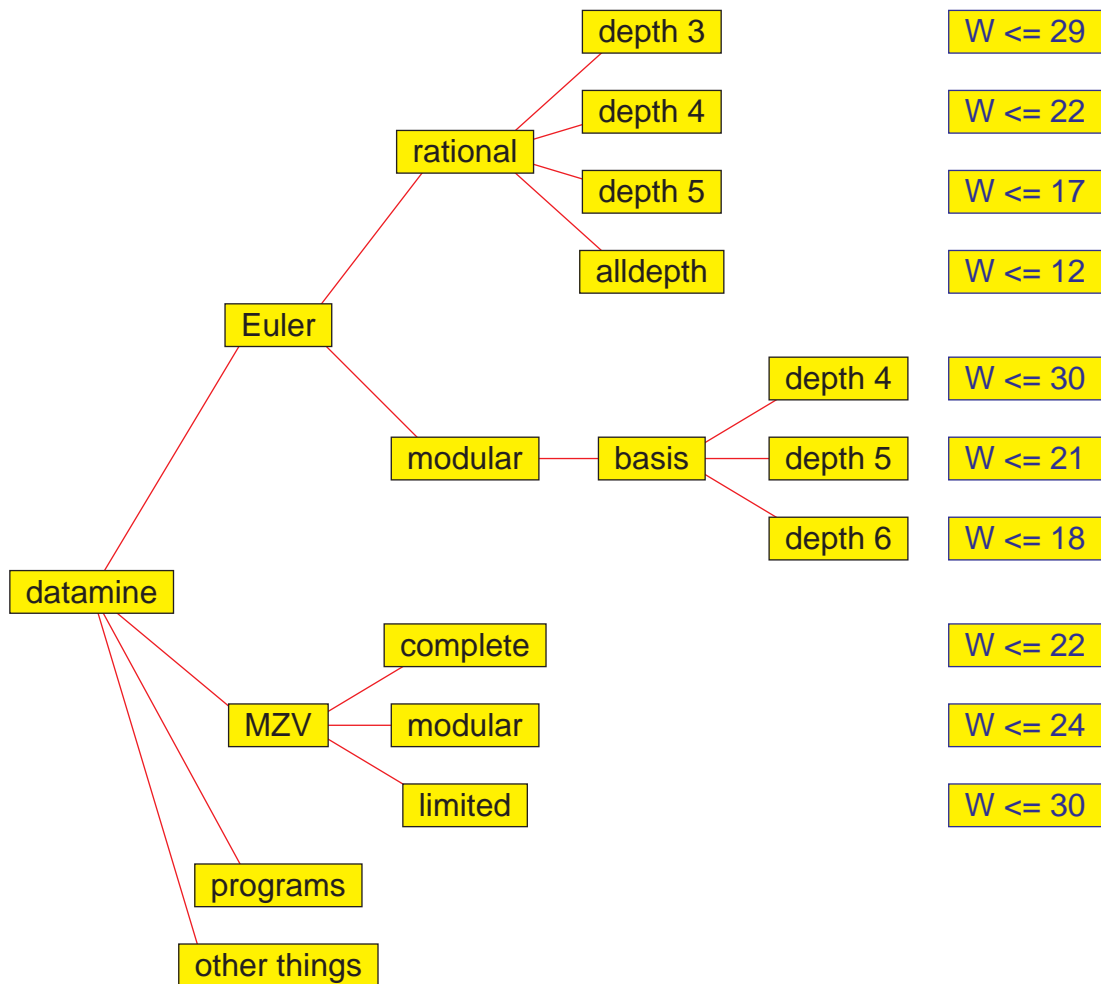 depth 3 W <= 29
depth 4 W <= 22
rational
depth 5 W <= 17
alldepth W <= 12
Euler
depth 4 W <= 30
modular basis depth 5 W <= 21
depth 6 W <= 18
datamine
complete W <= 22
MZV modular W <= 24
limited W <= 30
programs
other things